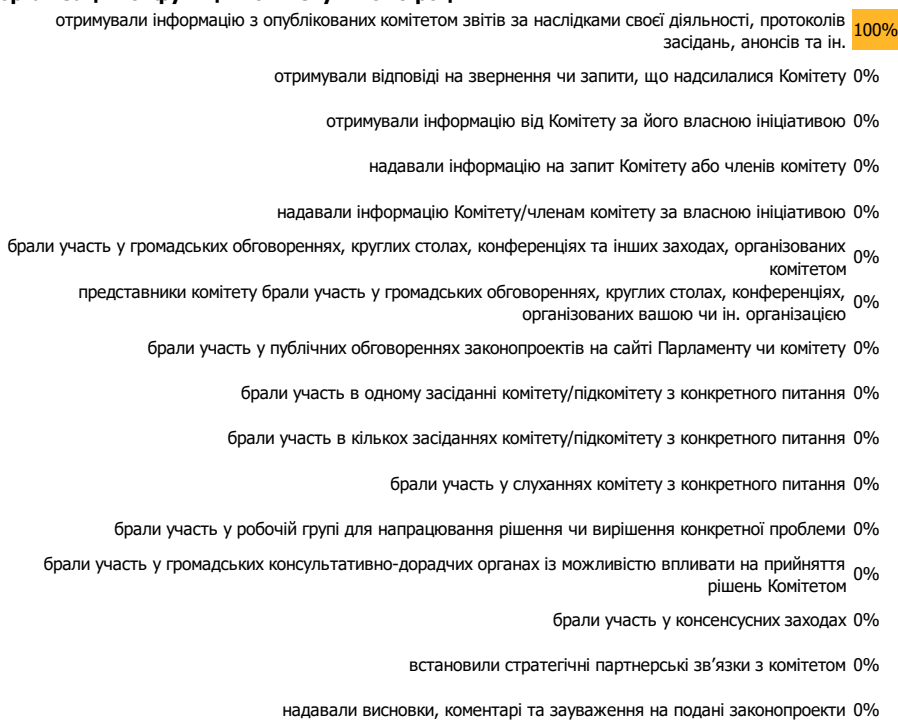 отримували інформацію з опублікованих комітетом звітів за наслідками своєї діяльності, протоколів
засідань, анонсів та ін. 100%
отримували відповіді на звернення чи запити, що надсилалися Комітету 0%
отримували інформацію від Комітету за його власною ініціативою 0%
надавали інформацію на запит Комітету або членів комітету 0%
надавали інформацію Комітету/членам комітету за власною ініціативою 0%
брали участь у громадських обговореннях, круглих столах, конференціях та інших заходах, організованих
комітетом 0%
представники комітету брали участь у громадських обговореннях, круглих столах, конференціях,
організованих вашою чи ін. організацією 0%
брали участь у публічних обговореннях законопроектів на сайті Парламенту чи комітету 0%
брали участь в одному засіданні комітету/підкомітету з конкретного питання 0%
брали участь в кількох засіданнях комітету/підкомітету з конкретного питання 0%
брали участь у слуханнях комітету з конкретного питання 0%
брали участь у робочій групі для напрацювання рішення чи вирішення конкретної проблеми 0%
брали участь у громадських консультативно-дорадчих органах із можливістю впливати на прийняття
рішень Комітетом 0%
брали участь у консенсусних заходах 0%
встановили стратегічні партнерські зв’язки з комітетом 0%
надавали висновки, коментарі та зауваження на подані законопроекти 0%